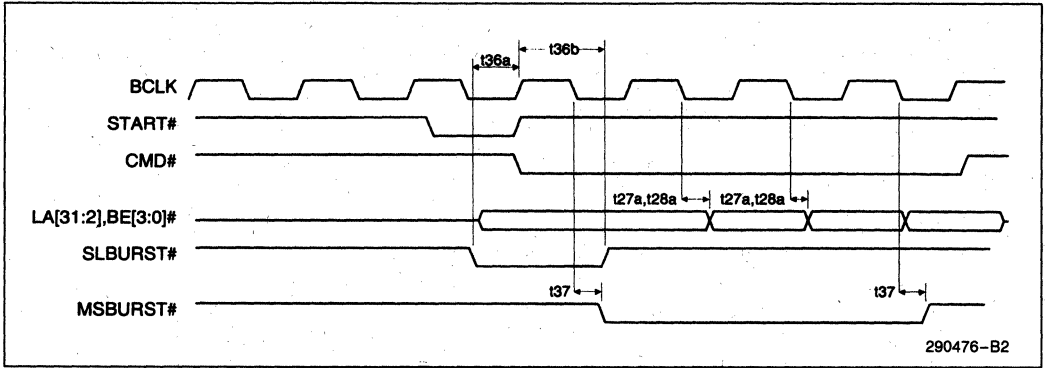 t36a
t36b
BCLK
START#
CMD#
LA[31:2],BE[3:0]#
t27a,t28a
t27a,t28a
SLBURST#
t37
t37
MSBURST#
290476–B2